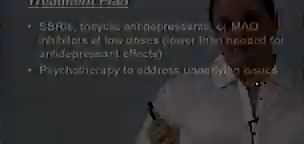 Treatment Plan
• SSRIs, tricyclic antidepressants, or MAO
inhibitors at low doses (lower than needed for
antidepressant effects)
• Psychotherapy to address underlying issues